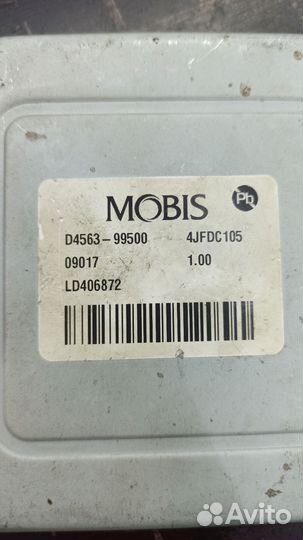 MOBIS Pb
D4563-99500 4JFDC105
09017 1.00
LD406872
Avito